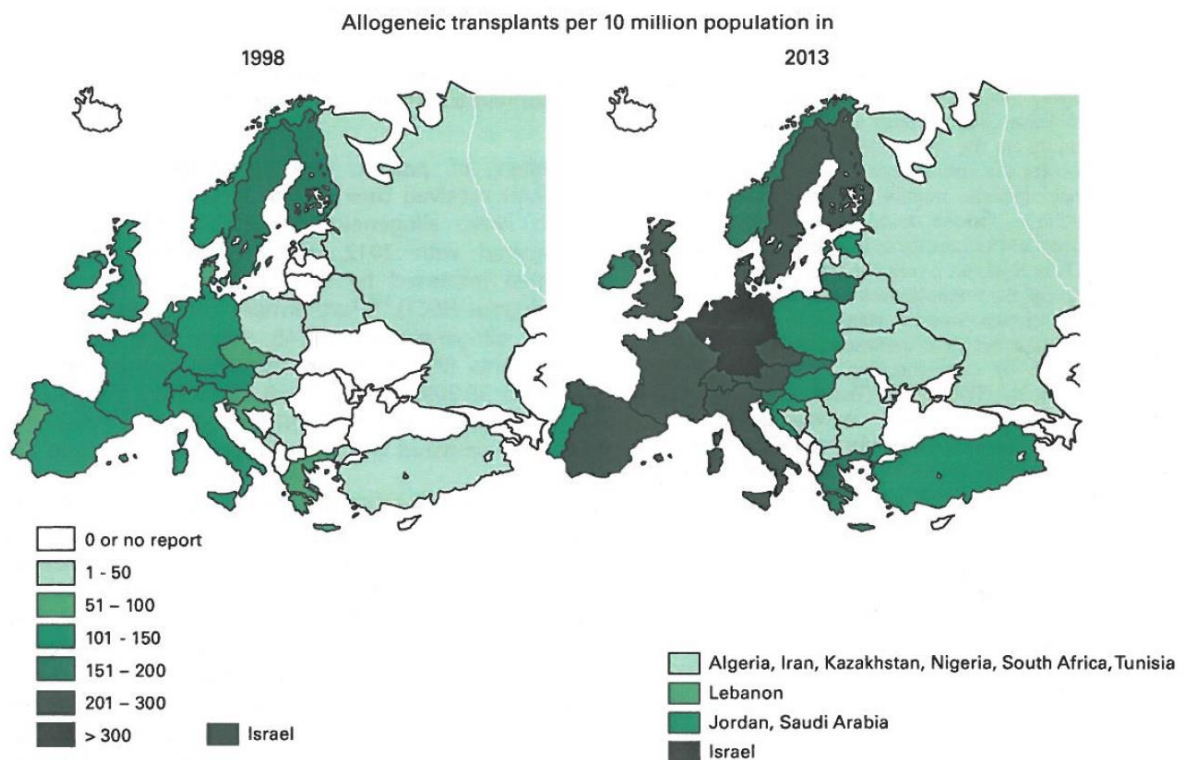 Allogeneic transplants per 10 million population in
1998
2013
0 or no report
1 - 50
51 – 100
101 - 150
151 – 200
201 – 300
> 300
Israel
Algeria, Iran, Kazakhstan, Nigeria, South Africa, Tunisia
Lebanon
Jordan, Saudi Arabia
Israel